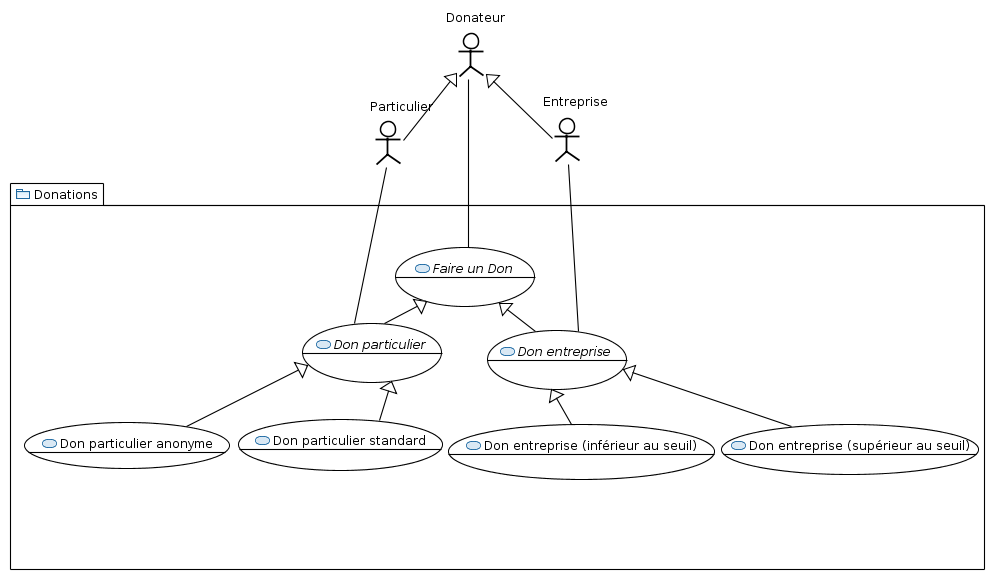 Donateur
Particulier
Entreprise
Donations
Faire un Don
Don particulier
Don entreprise
Don particulier anonyme
Don particulier standard
Don entreprise (inférieur au seuil)
Don entreprise (supérieur au seuil)